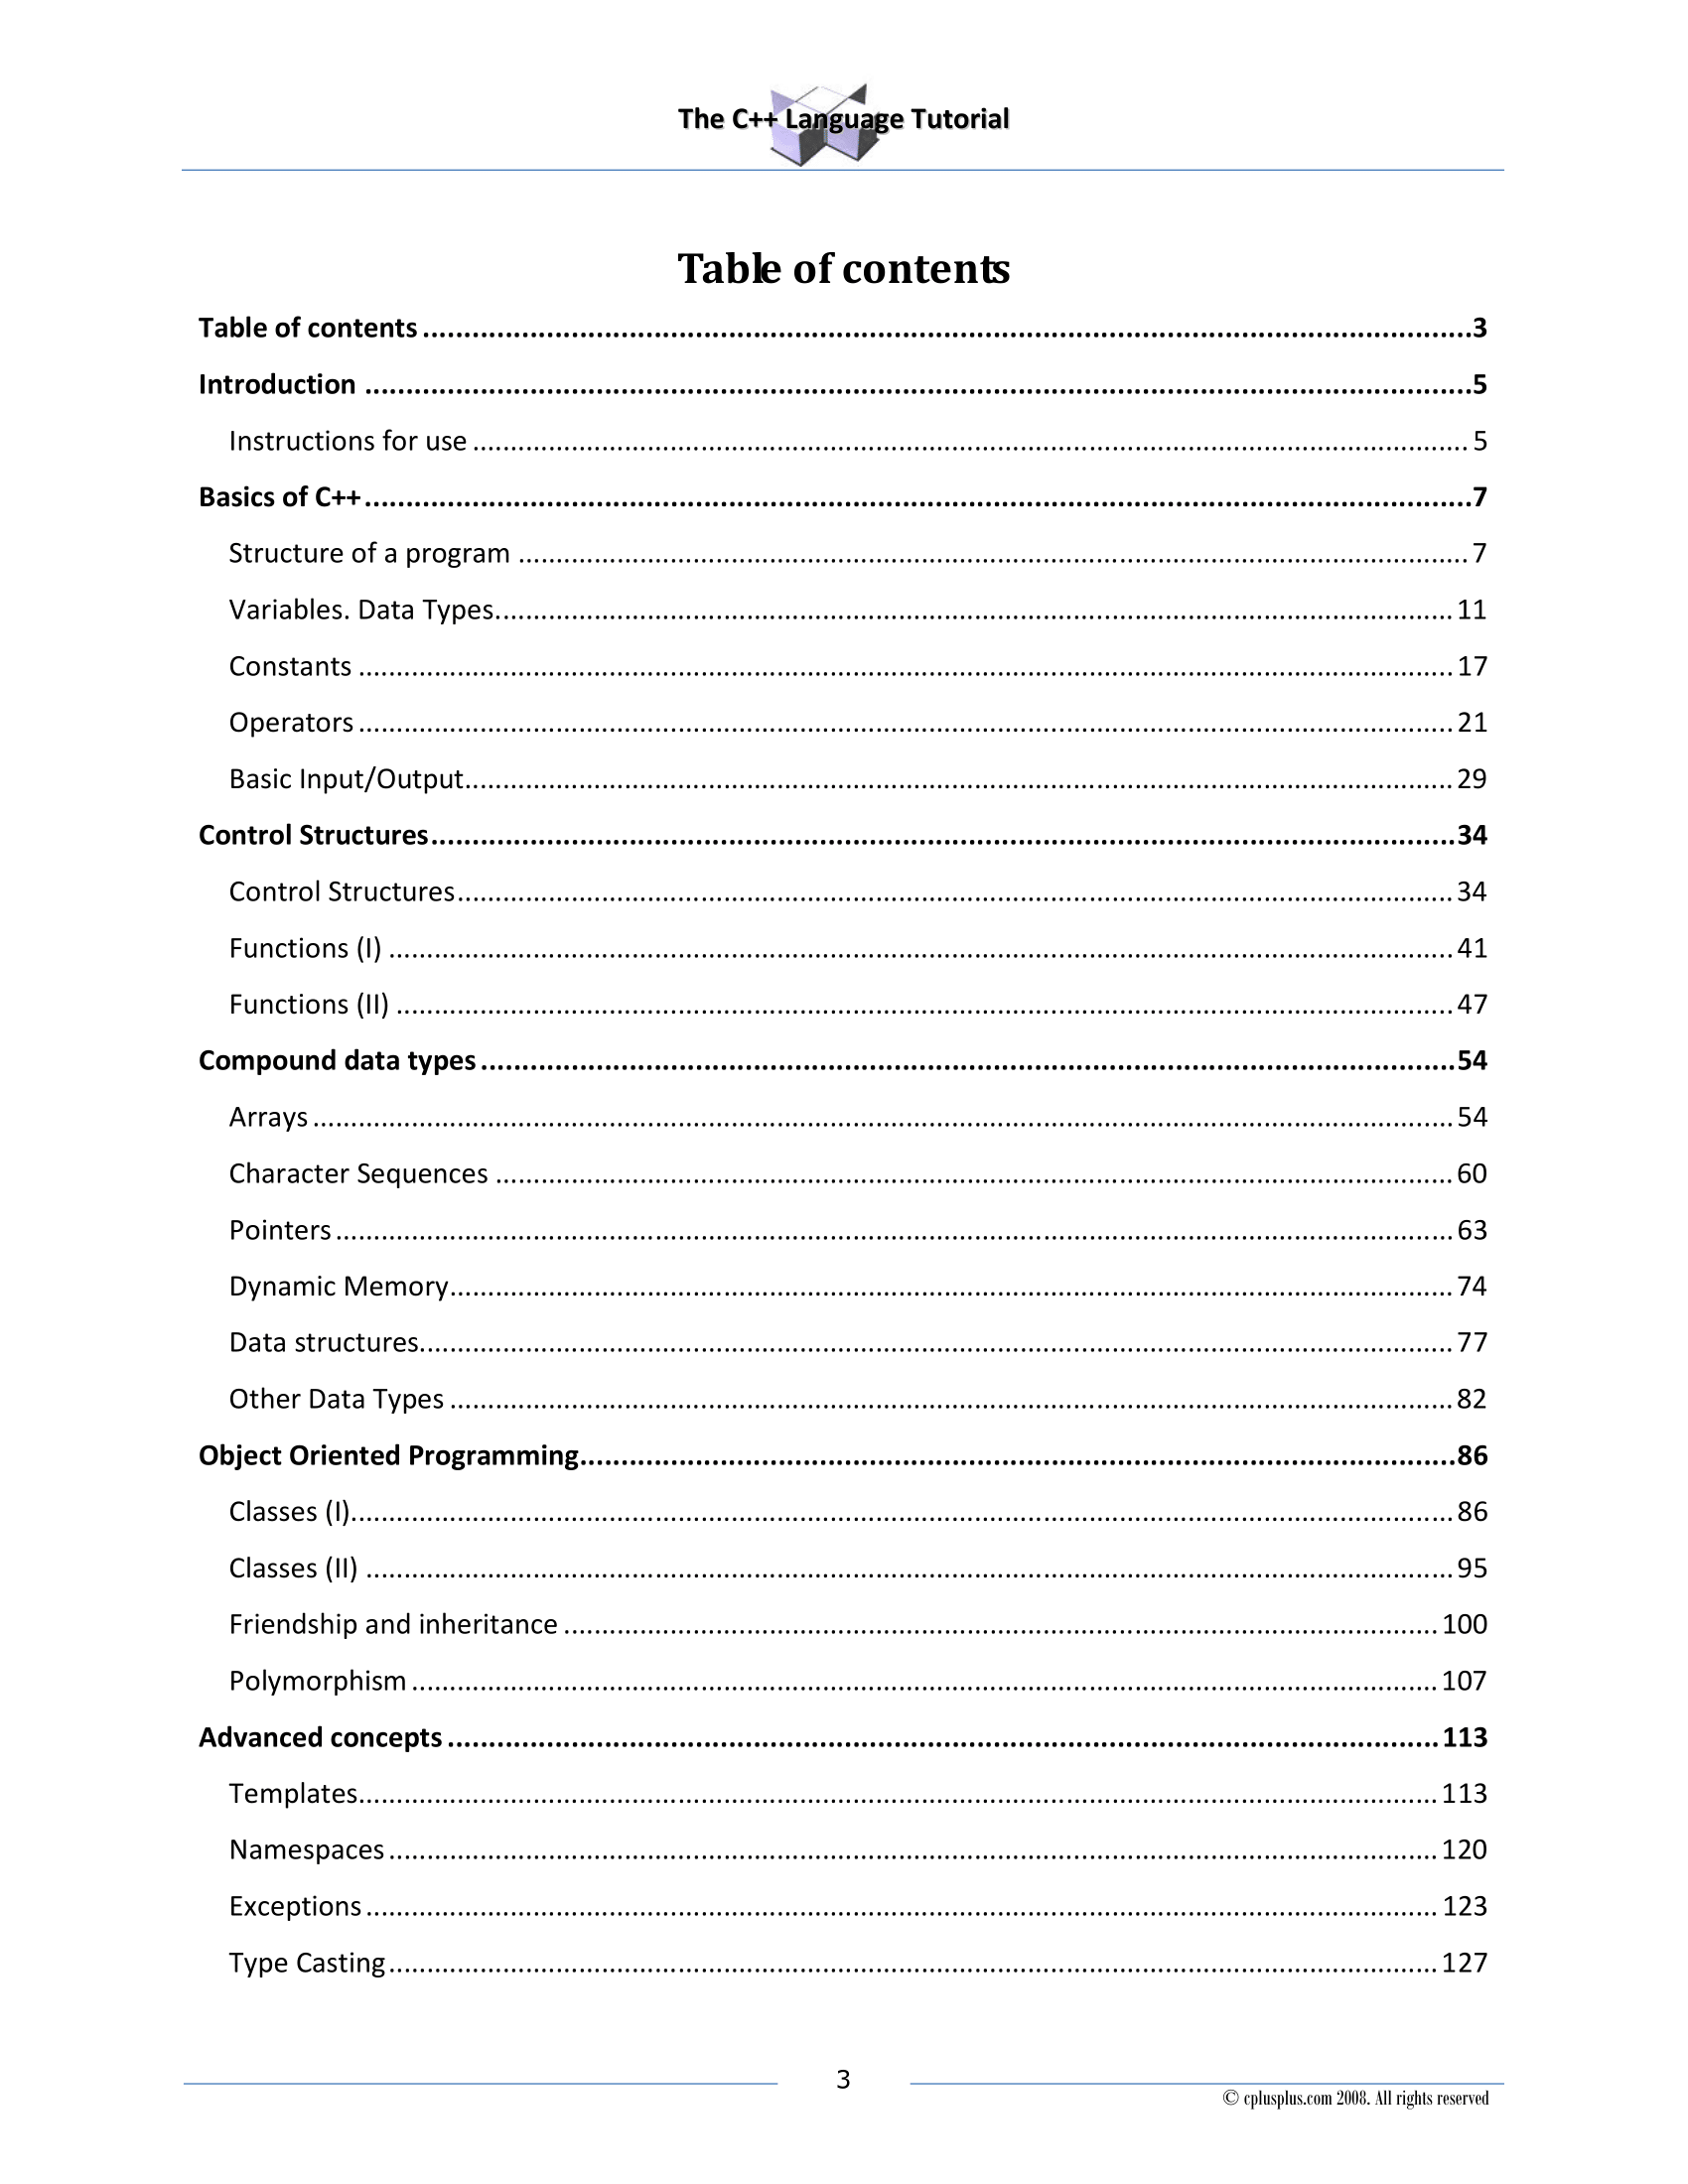 The C++ Language Tutorial
Table of contents
Table of contents ........ 3
Introduction ........ 5
Instructions for use ........ 5
Basics of C++ ........ 7
Structure of a program ........ 7
Variables. Data Types ........ 11
Constants ........ 17
Operators ........ 21
Basic Input/Output ........ 29
Control Structures ........ 34
Control Structures ........ 34
Functions (I) ........ 41
Functions (II) ........ 47
Compound data types ........ 54
Arrays ........ 54
Character Sequences ........ 60
Pointers ........ 63
Dynamic Memory ........ 74
Data structures ........ 77
Other Data Types ........ 82
Object Oriented Programming ........ 86
Classes (I) ........ 86
Classes (II) ........ 95
Friendship and inheritance ........ 100
Polymorphism ........ 107
Advanced concepts ........ 113
Templates ........ 113
Namespaces ........ 120
Exceptions ........ 123
Type Casting ........ 127
3
© cplusplus.com 2008. All rights reserved